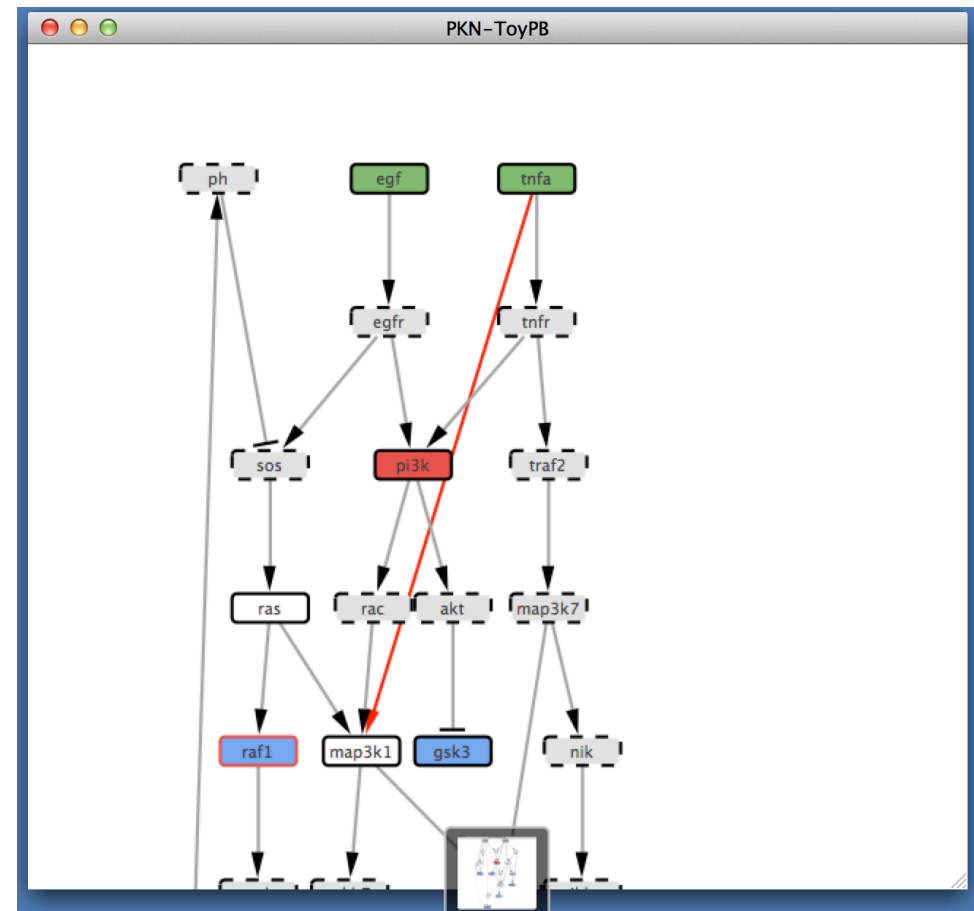 PKN-ToyPB
ph
egf
tnfa
egfr
tnfr
sos
pi3k
traf2
ras
rac
akt
map3k7
raf1
map3k1
gsk3
nik